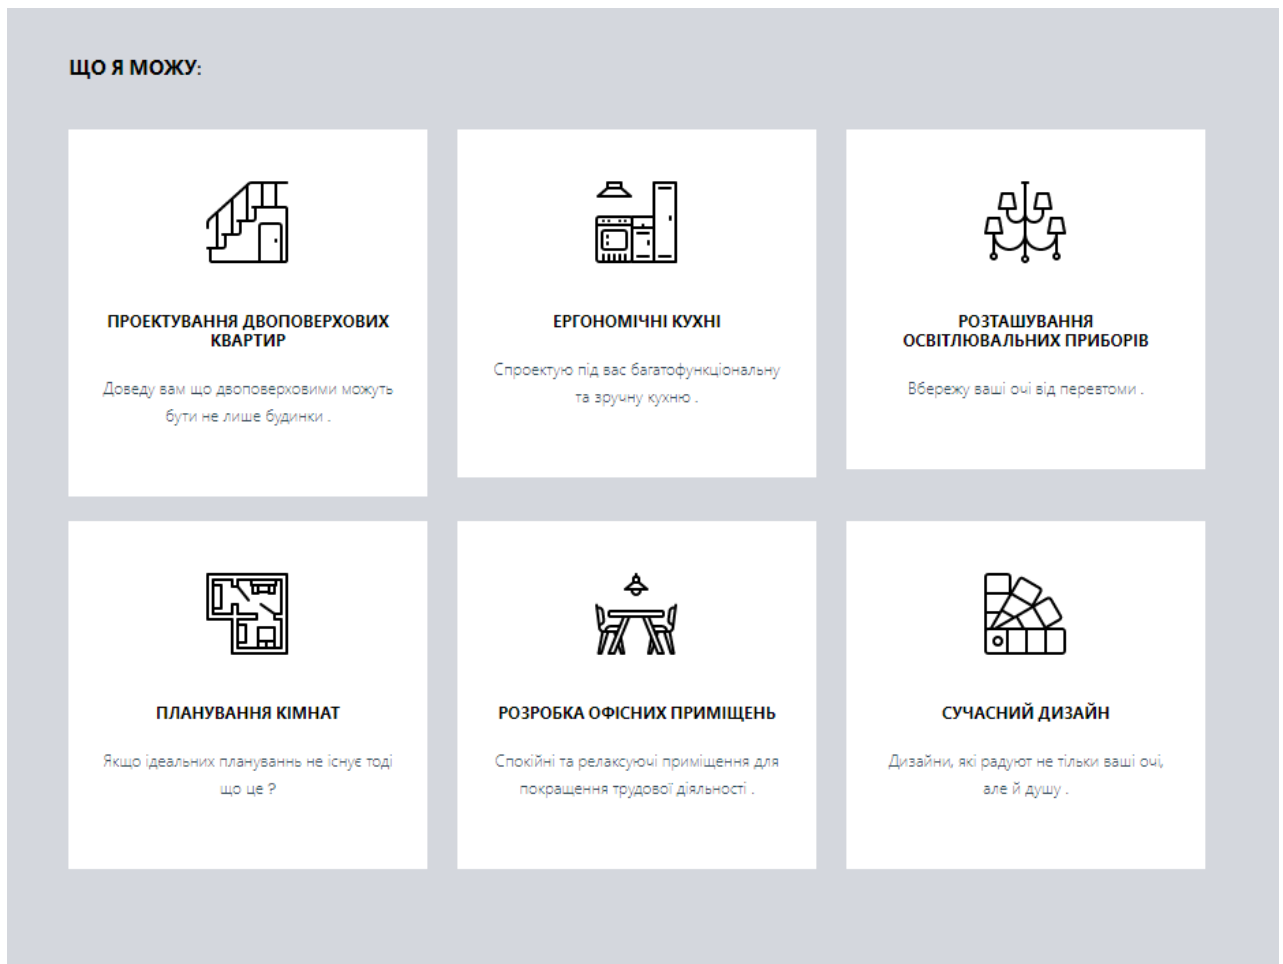 ЩО Я МОЖУ:
ПРОЕКТУВАННЯ ДВОПОВЕРХОВИХ
КВАРТИР
Доведу вам що двоповерховими можуть
бути не лише будинки .
ЕРГОНОМІЧНІ КУХНІ
Спроектую під вас багатофункціональну
та зручну кухню .
РОЗТАШУВАННЯ
ОСВІТЛЮВАЛЬНИХ ПРИБОРІВ
Вбережу ваші очі від перевтоми .
ПЛАНУВАННЯ КІМНАТ
Якщо ідеальних плануваннь не існує тоді
що це ?
РОЗРОБКА ОФІСНИХ ПРИМІЩЕНЬ
Спокійні та релаксуючі приміщення для
покращення трудової діяльності .
СУЧАСНИЙ ДИЗАЙН
Дизайни, які радуют не тільки ваші очі,
але й душу .